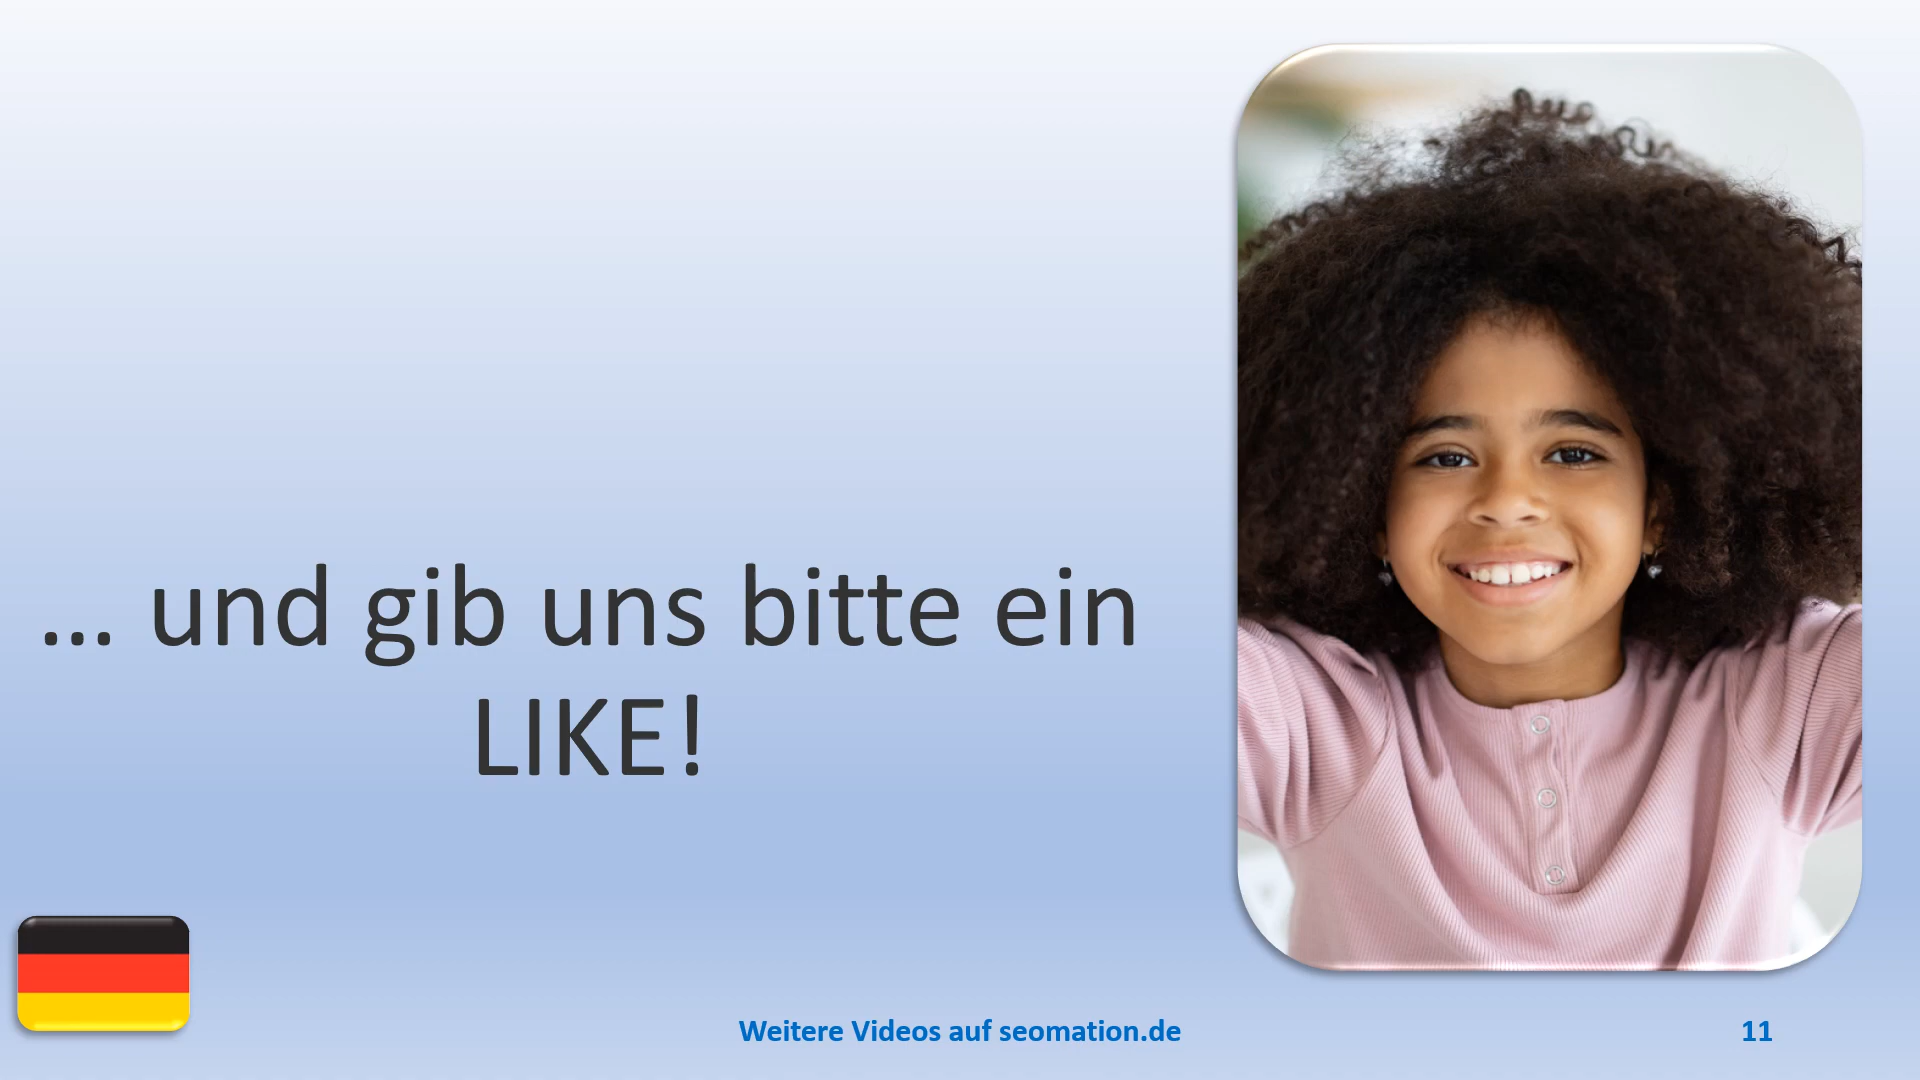 ... und gib uns bitte ein
LIKE!
Weitere Videos auf seomation.de
11